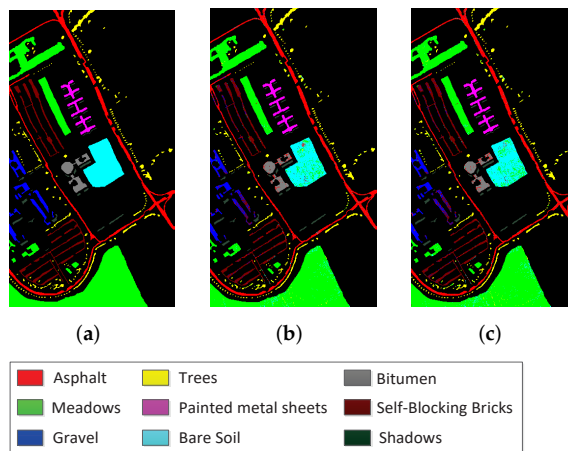 (a) (b) (c)
Asphalt Trees Bitumen
Meadows Painted metal sheets Self-Blocking Bricks
Gravel Bare Soil Shadows